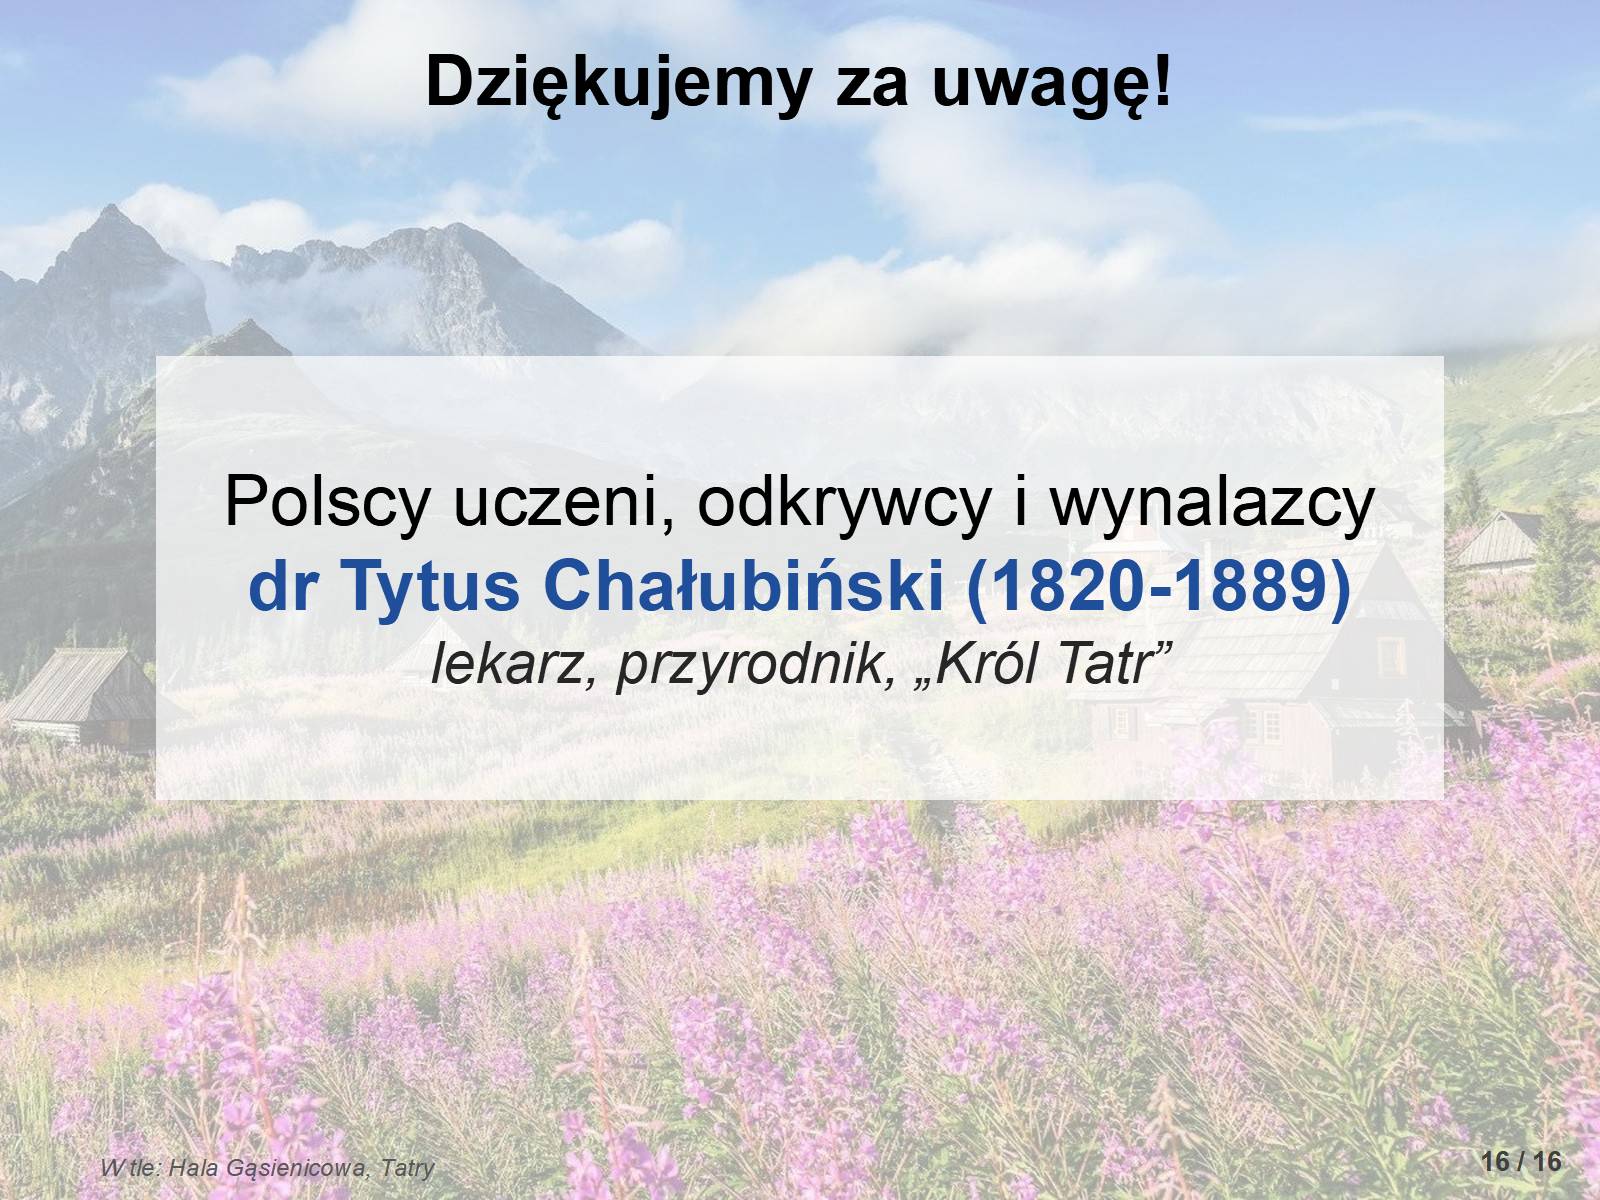 Dziękujemy za uwagę!
Polscy uczeni, odkrywcy i wynalazcy
dr Tytus Chałubiński (1820-1889)
lekarz, przyrodnik, „Król Tatr”
W tle: Hala Gąsienicowa, Tatry
16 / 16